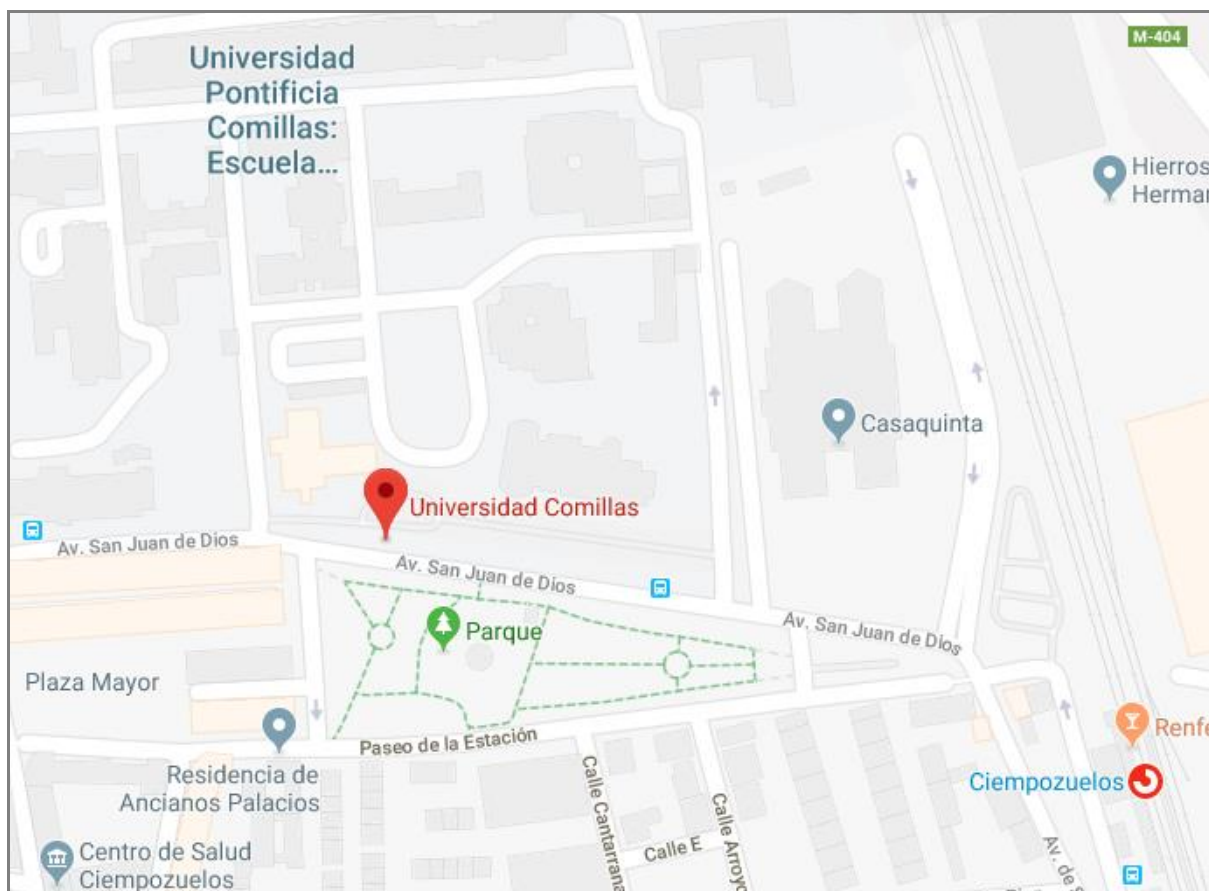 M-404
Universidad
Pontificia
Comillas:
Escuela...
Hierros
Herman
Casaquinta
Universidad Comillas
Av. San Juan de Dios
Av. San Juan de Dios
Av. San Juan de Dios
Parque
Plaza Mayor
Paseo de la Estación
Renfe
Residencia de
Ancianos Palacios
Ciempozuelos
Calle Cantarrana
Calle Arroyo
Calle E
Av. de
Centro de Salud
Ciempozuelos